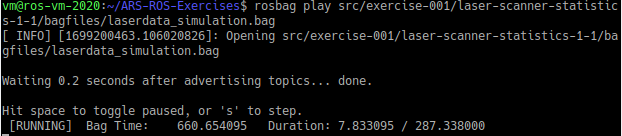 vm@ros-vm-2020:~/ARS-ROS-Exercises$ rosbag play src/exercise-001/laser-scanner-statistic
s-1-1/bagfiles/laserdata_simulation.bag
[ INFO] [1699200463.106020826]: Opening src/exercise-001/laser-scanner-statistics-1-1/ba
gfiles/laserdata_simulation.bag
Waiting 0.2 seconds after advertising topics... done.
Hit space to toggle paused, or 's' to step.
[RUNNING] Bag Time: 660.654095 Duration: 7.833095 / 287.338000